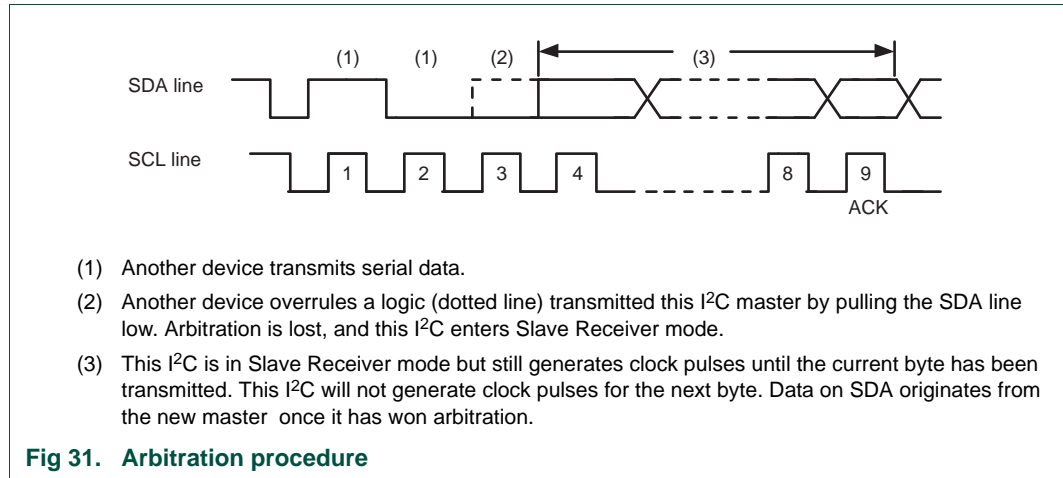 (1) (1) (2) (3)
SDA line
SCL line
1 2 3 4 8 9
ACK
(1) Another device transmits serial data.
(2) Another device overrules a logic (dotted line) transmitted this I2C master by pulling the SDA line
low. Arbitration is lost, and this I2C enters Slave Receiver mode.
(3) This I2C is in Slave Receiver mode but still generates clock pulses until the current byte has been
transmitted. This I2C will not generate clock pulses for the next byte. Data on SDA originates from
the new master once it has won arbitration.
Fig 31. Arbitration procedure